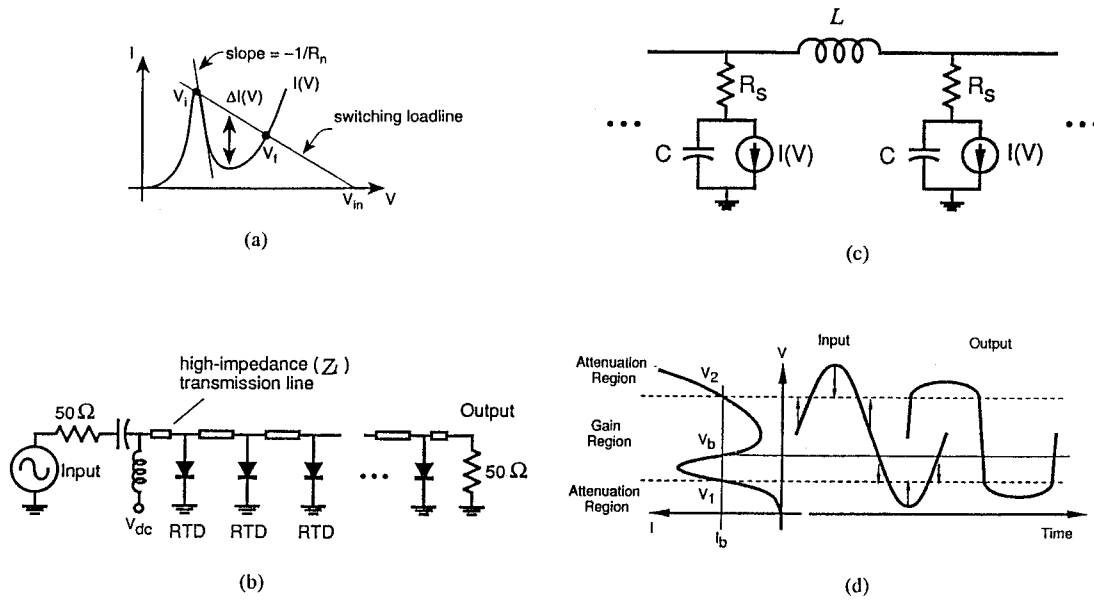 slope = −1/Rn
I
Vi
ΔI(V)
I(V)
switching loadline
Vf
Vin
V
(a)
L
RS
RS
C
I(V)
C
I(V)
(c)
high-impedance (Zl)
transmission line
50 Ω
Input
Vdc
RTD
RTD
RTD
Output
50 Ω
(b)
Input
Output
Attenuation
Region
V2
V
Gain
Region
Vb
Attenuation
Region
V1
I
Ib
Time
(d)